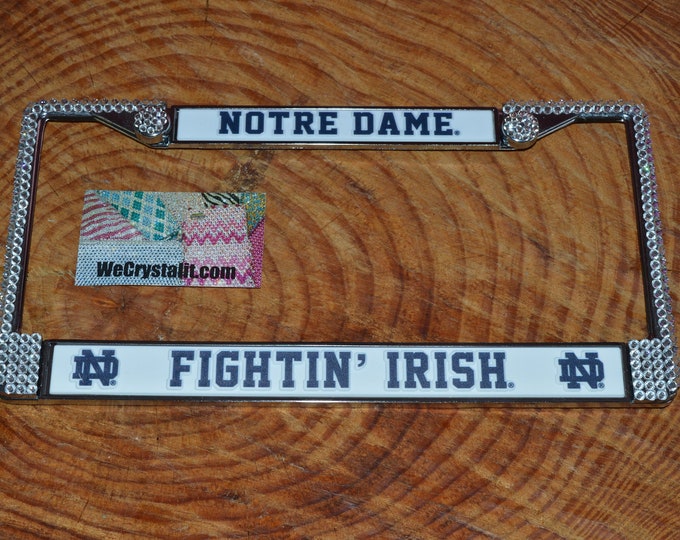 NOTRE DAME®
WeCrystalIt.com
ND FIGHTIN' IRISH® ND